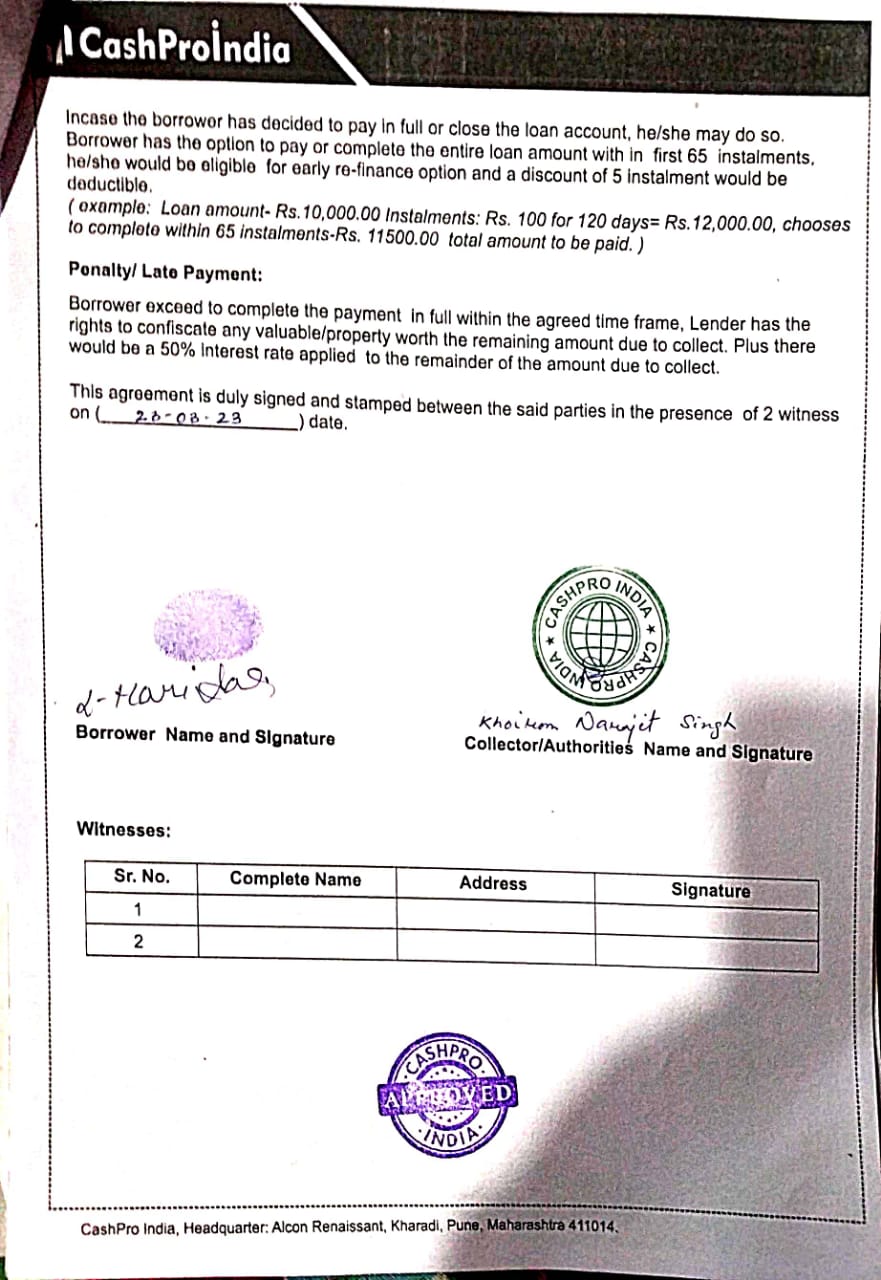 CashProIndia
Incase the borrower has decided to pay in full or close the loan account, he/she may do so.
Borrower has the option to pay or complete the entire loan amount with in first 65 instalments,
he/she would be eligible for early re-finance option and a discount of 5 instalment would be
deductible.
( example: Loan amount- Rs.10,000.00 Instalments: Rs. 100 for 120 days= Rs.12,000.00, chooses
to complete within 65 instalments-Rs. 11500.00 total amount to be paid. )
Penalty/ Late Payment:
Borrower exceed to complete the payment in full within the agreed time frame, Lender has the
rights to confiscate any valuable/property worth the remaining amount due to collect. Plus there
would be a 50% Interest rate applied to the remainder of the amount due to collect.
This agreement is duly signed and stamped between the said parties in the presence of 2 witness
on ( ) date.
CASHPRO INDIA ★ CASHPRO INDIA ★
L-Haridas
Khoirom Naranjit Singh
Borrower Name and Signature
Collector/Authorities Name and Signature
Witnesses:
Sr. No. Complete Name Address Signature
1
2
CASHPRO
APPROVED
INDIA
CashPro India, Headquarter: Alcon Renaissant, Kharadi, Pune, Maharashtra 411014.